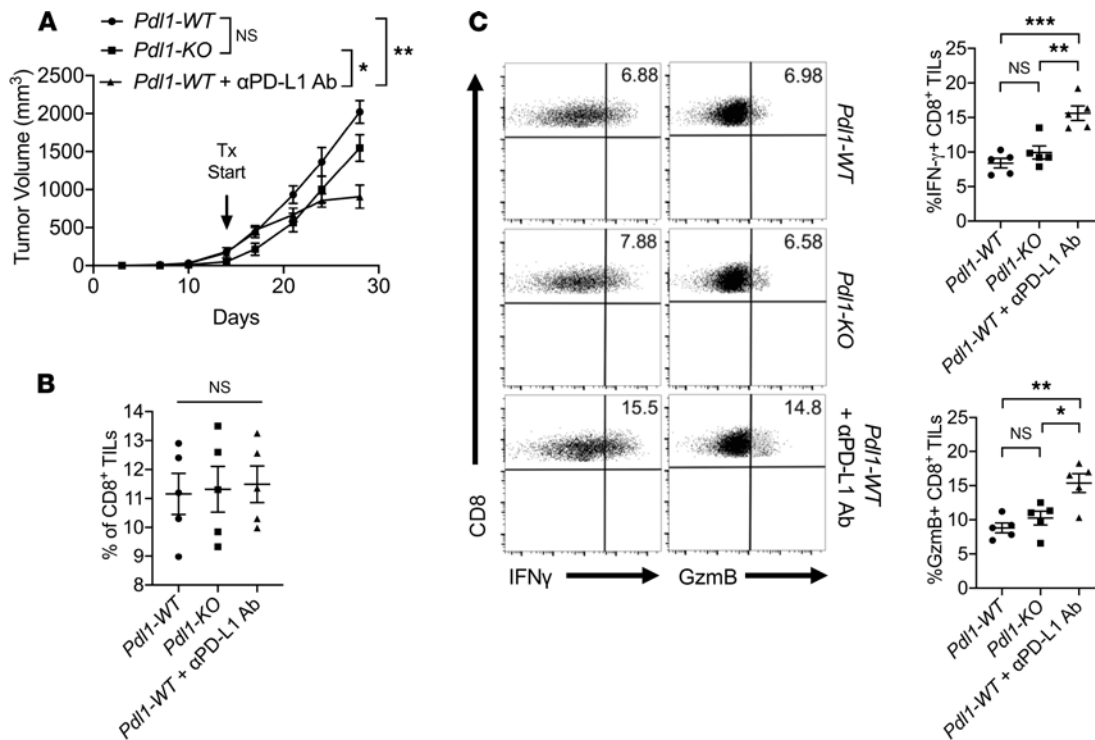 A
Pdl1-WT
Pdl1-KO
Pdl1-WT + αPD-L1 Ab
NS
*
**
Tumor Volume (mm³)
2500
2000
1500
1000
500
0
Tx
Start
0 10 20 30
Days
B
NS
% of CD8⁺ TILs
14
13
12
11
10
9
8
Pdl1-WT
Pdl1-KO
Pdl1-WT + αPD-L1 Ab
C
6.88
6.98
Pdl1-WT
7.88
6.58
Pdl1-KO
15.5
14.8
Pdl1-WT
+ αPD-L1 Ab
CD8
IFNγ
GzmB
***
**
NS
%IFN-γ+ CD8⁺ TILs
25
20
15
10
5
0
Pdl1-WT
Pdl1-KO
Pdl1-WT + αPD-L1 Ab
**
*
NS
%GzmB+ CD8⁺ TILs
25
20
15
10
5
0
Pdl1-WT
Pdl1-KO
Pdl1-WT + αPD-L1 Ab